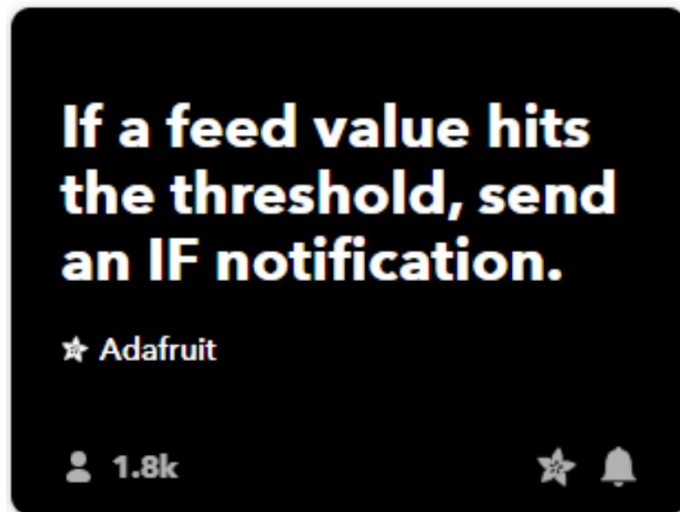 If a feed value hits
the threshold, send
an IF notification.
Adafruit
1.8k